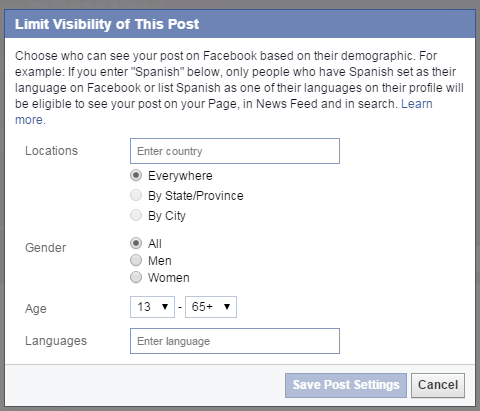 Limit Visibility of This Post
Choose who can see your post on Facebook based on their demographic. For
example: If you enter "Spanish" below, only people who have Spanish set as their
language on Facebook or list Spanish as one of their languages on their profile will
be eligible to see your post on your Page, in News Feed and in search. Learn
more.
Locations
Enter country
Everywhere
By State/Province
By City
Gender
All
Men
Women
Age
13 - 65+
Languages
Enter language
Save Post Settings Cancel